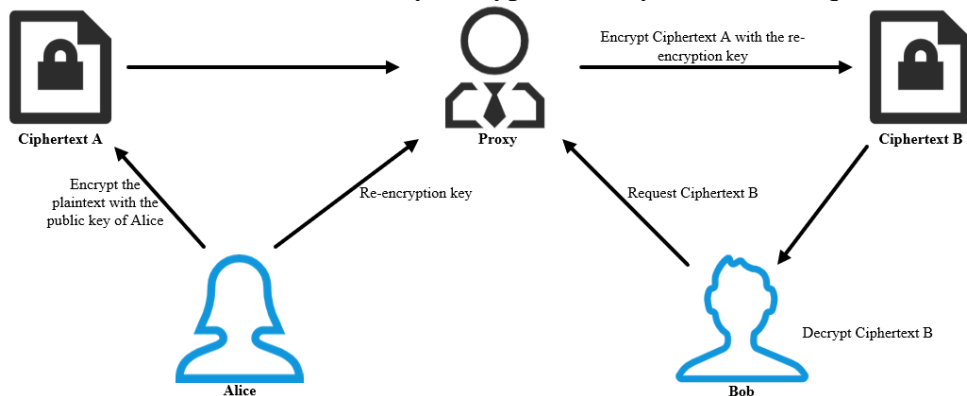 Encrypt Ciphertext A with the re-
encryption key
Ciphertext A
Proxy
Ciphertext B
Encrypt the
plaintext with the
public key of Alice
Re-encryption key
Request Ciphertext B
Decrypt Ciphertext B
Alice
Bob